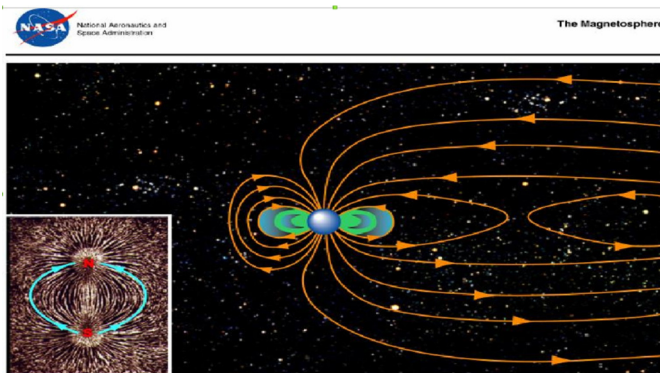 NASA
National Aeronautics and
Space Administration
The Magnetosphere
N
S